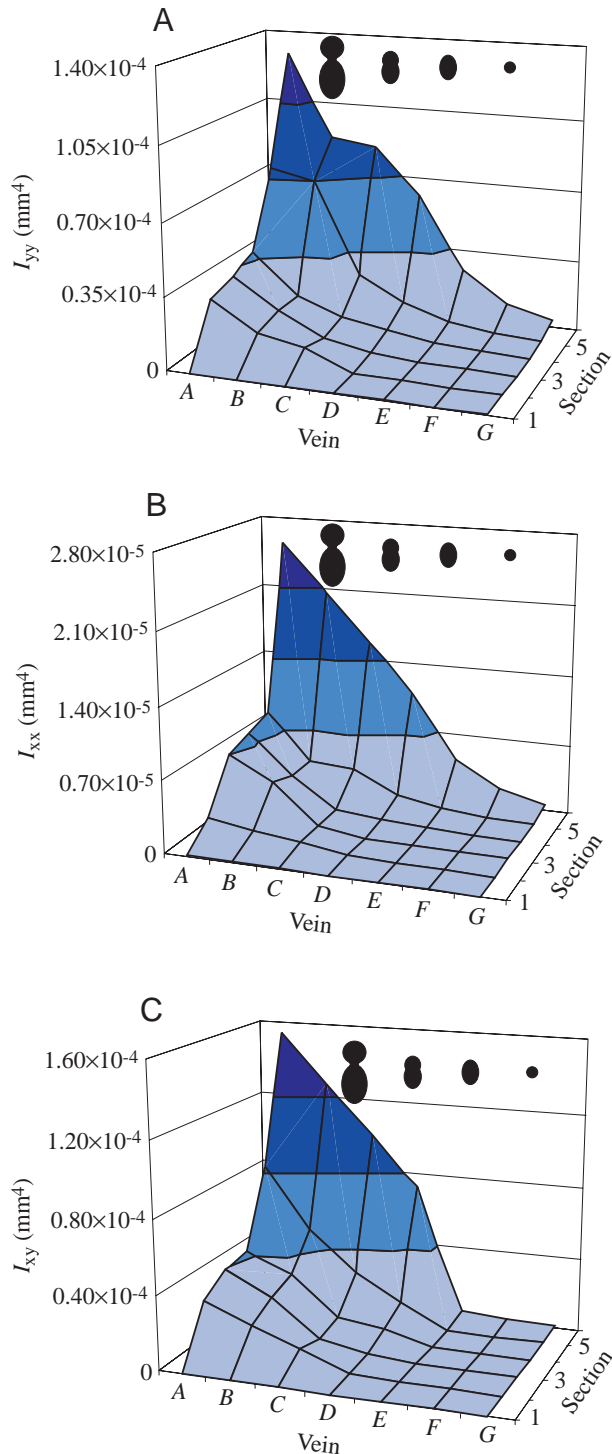 A
1.40×10⁻⁴
1.05×10⁻⁴
0.70×10⁻⁴
0.35×10⁻⁴
0
I_yy (mm⁴)
A B C D E F G
Vein
1 3 5
Section
B
2.80×10⁻⁵
2.10×10⁻⁵
1.40×10⁻⁵
0.70×10⁻⁵
0
I_xx (mm⁴)
A B C D E F G
Vein
1 3 5
Section
C
1.60×10⁻⁴
1.20×10⁻⁴
0.80×10⁻⁴
0.40×10⁻⁴
0
I_xy (mm⁴)
A B C D E F G
Vein
1 3 5
Section